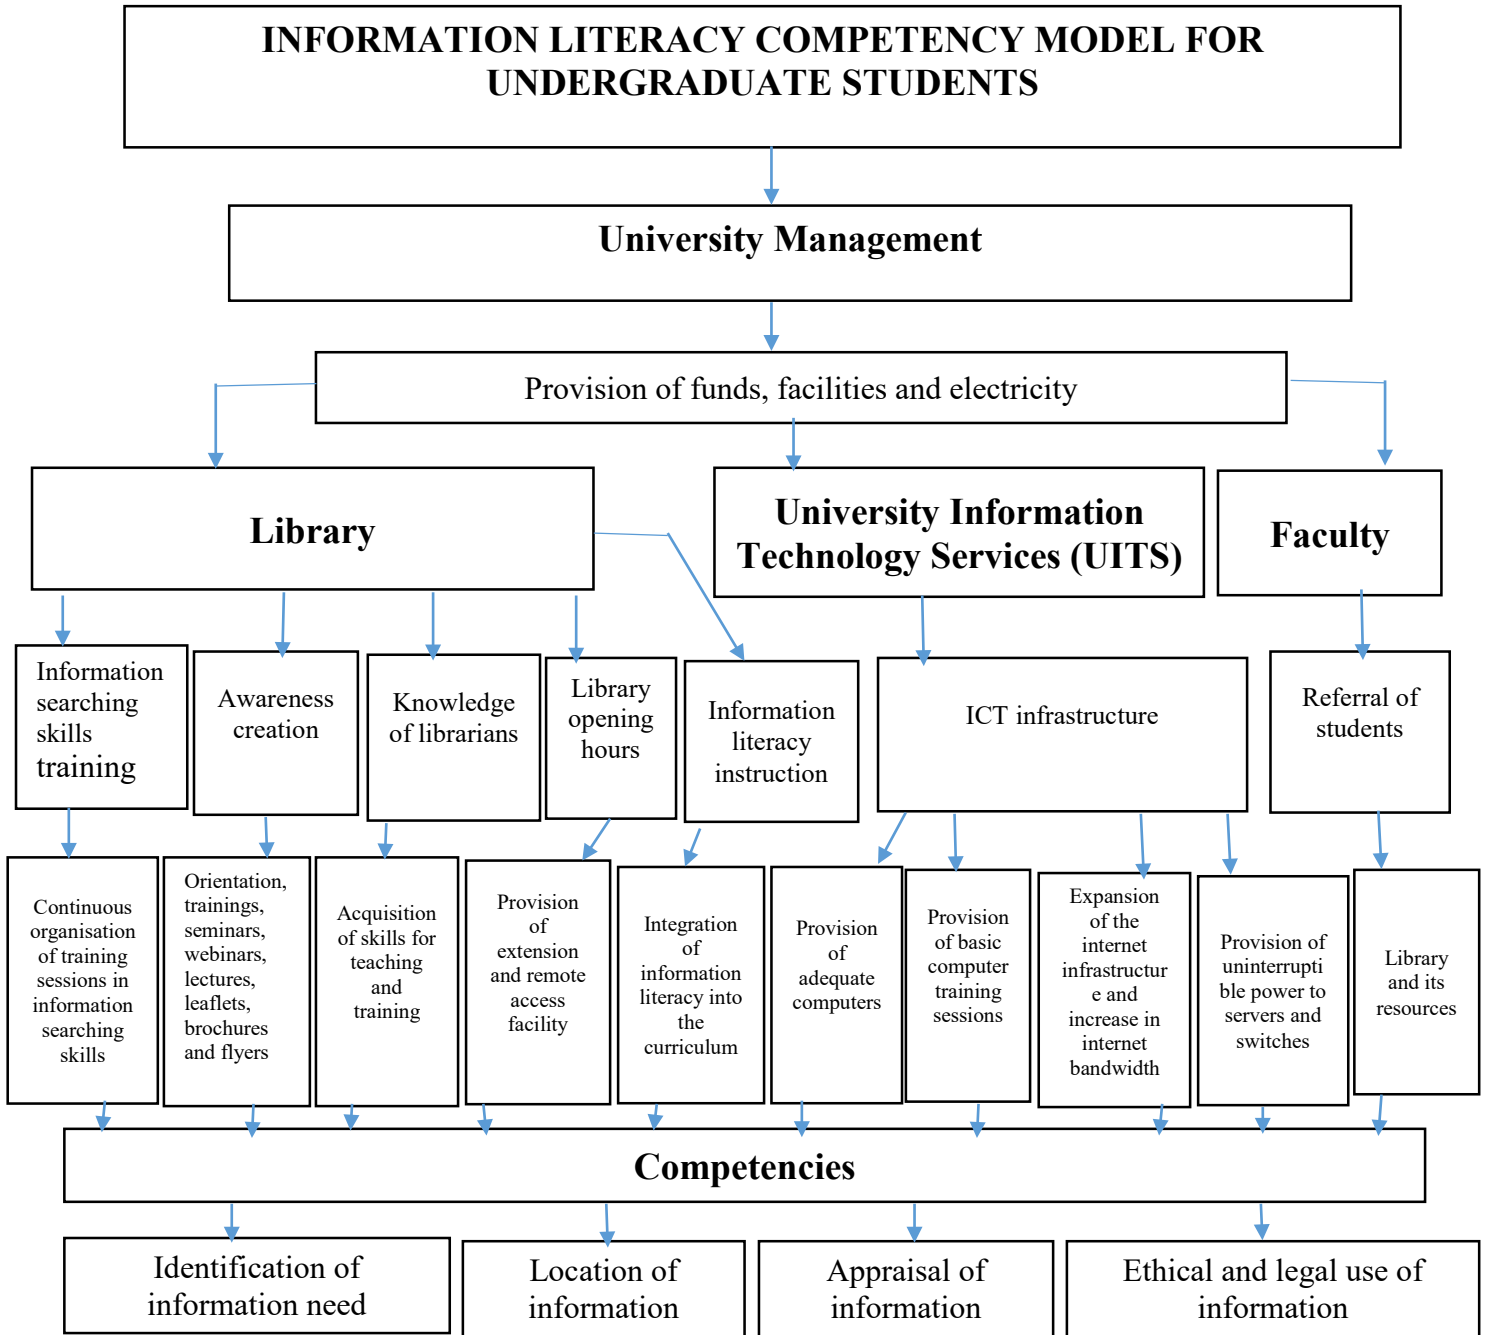 INFORMATION LITERACY COMPETENCY MODEL FOR
UNDERGRADUATE STUDENTS
University Management
Provision of funds, facilities and electricity
Library
University Information
Technology Services (UITS)
Faculty
Information
searching
skills
training
Awareness
creation
Knowledge
of librarians
Library
opening
hours
Information
literacy
instruction
ICT infrastructure
Referral of
students
Continuous
organisation
of training
sessions in
information
searching
skills
Orientation,
trainings,
seminars,
webinars,
lectures,
leaflets,
brochures
and flyers
Acquisition
of skills for
teaching
and
training
Provision
of
extension
and remote
access
facility
Integration
of
information
literacy into
the
curriculum
Provision
of
adequate
computers
Provision
of basic
computer
training
sessions
Expansion
of the
internet
infrastructur
e and
increase in
internet
bandwidth
Provision of
uninterrupti
ble power to
servers and
switches
Library
and its
resources
Competencies
Identification of
information need
Location of
information
Appraisal of
information
Ethical and legal use of
information